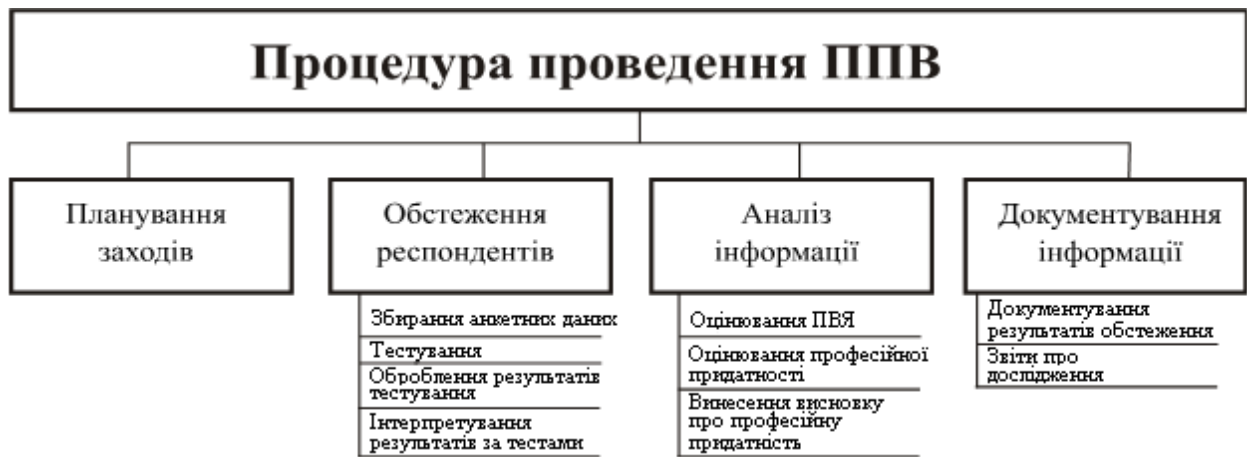 Процедура проведення ППВ
Планування
заходів
Обстеження
респондентів
Збирання анкетних даних
Тестування
Оброблення результатів
тестування
Інтерпретування
результатів за тестами
Аналіз
інформації
Оцінювання ПВЯ
Оцінювання професійної
придатності
Винесення висновку
про професійну
придатність
Документування
інформації
Документування
результатів обстеження
Звіти про
дослідження